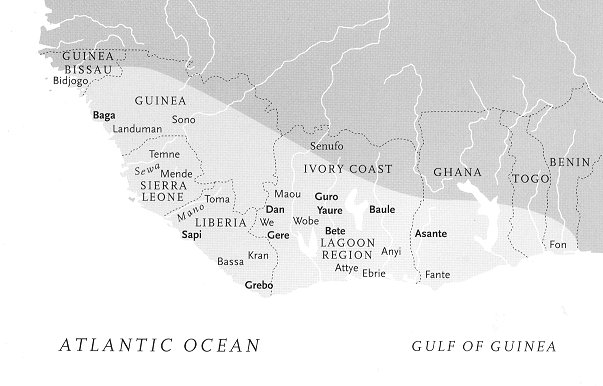 GUINEA
BISSAU
Bidjogo
GUINEA
Baga
Sono
Landuman
Temne
Sewa
Mende
SIERRA
LEONE
Toma
Mano
LIBERIA
Sapi
Bassa
Kran
Grebo
Senufo
IVORY COAST
Maou
Guro
Dan
Yaure
Baule
We
Wobe
Gere
Bete
LAGOON
REGION
Anyi
Attye
Ebrie
GHANA
Asante
Fante
TOGO
BENIN
Fon
ATLANTIC OCEAN
GULF OF GUINEA